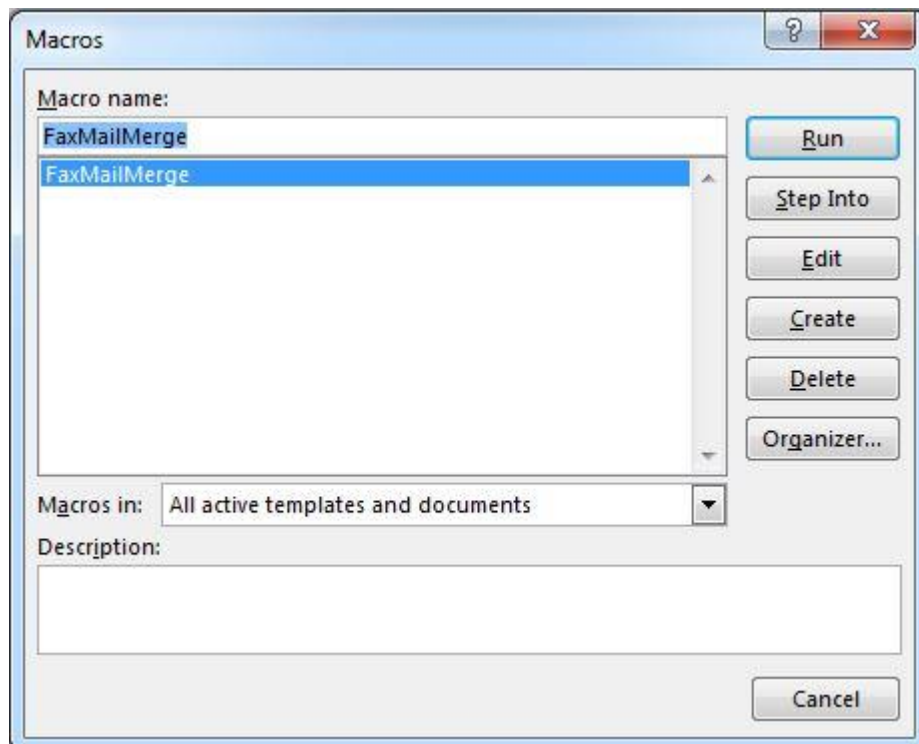 Macros
?
Macro name:
FaxMailMerge
FaxMailMerge
Run
Step Into
Edit
Create
Delete
Organizer...
Macros in:
All active templates and documents
Description:
Cancel